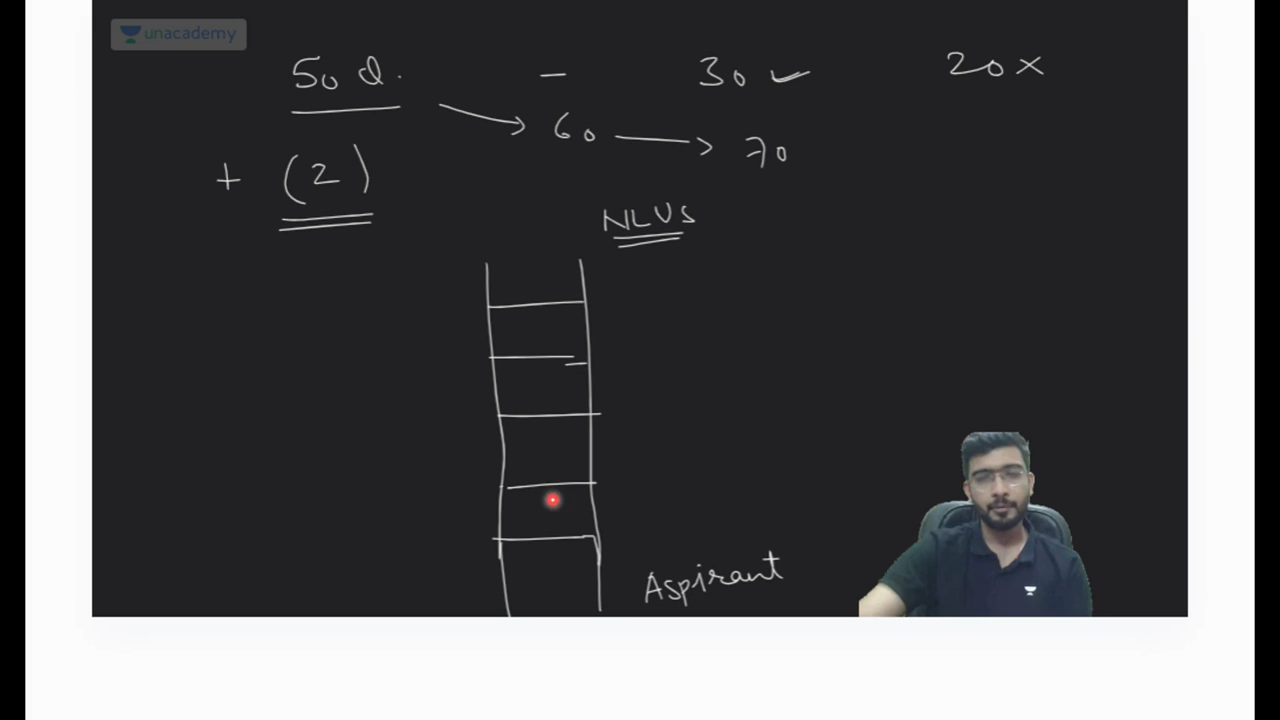 unacademy
50 d. - 30 ✓ 20 ×
→ 60 → 70
+ (2)
NLUs
Aspirant